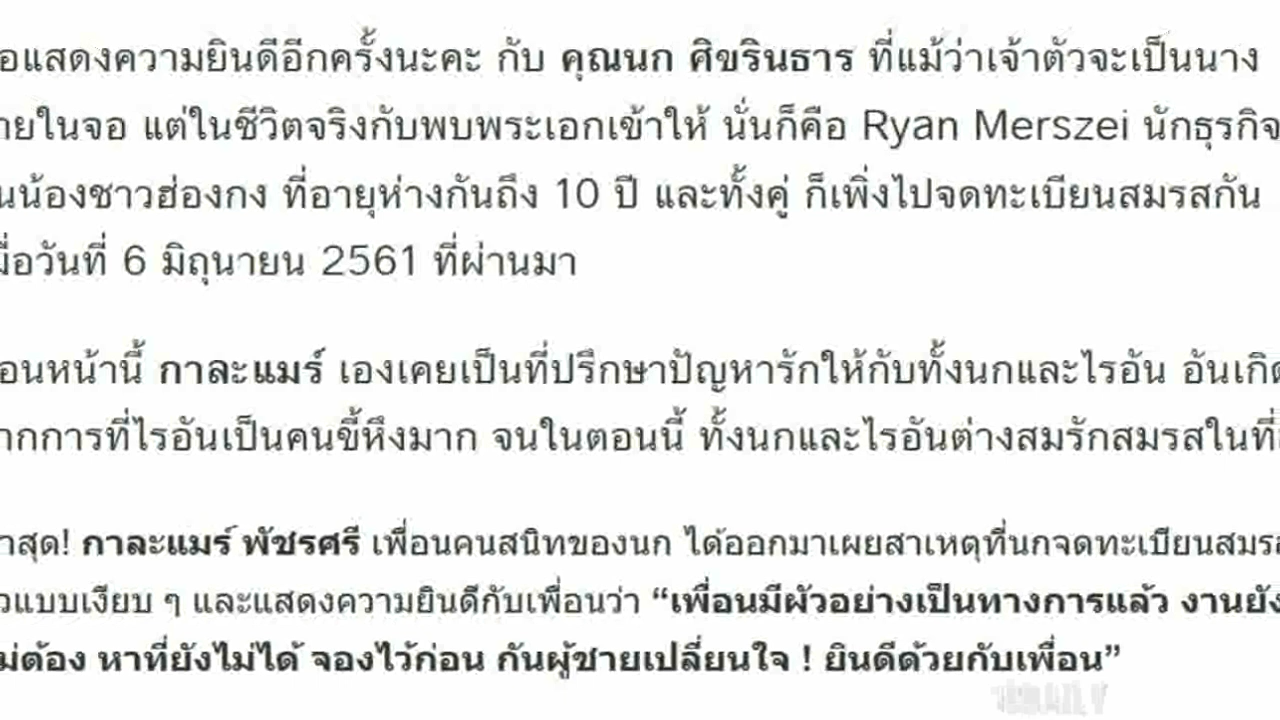 อแสดงความยินดีอีกครั้งนะคะ กับ คุณนก ศิขรินธาร ที่แม้ว่าเจ้าตัวจะเป็นนาง
ายในจอ แต่ในชีวิตจริงกับพบพระเอกเข้าให้ นั่นก็คือ Ryan Merszei นักธุรกิจ
นน้องชาวฮ่องกง ที่อายุห่างกันถึง 10 ปี และทั้งคู่ ก็เพิ่งไปจดทะเบียนสมรสกัน
มื่อวันที่ 6 มิถุนายน 2561 ที่ผ่านมา
อนหน้านี้ กาละแมร์ เองเคยเป็นที่ปรึกษาปัญหารักให้กับทั้งนกและไรอัน อันเกิด
ากการที่ไรอันเป็นคนขี้หึงมาก จนในตอนนี้ ทั้งนกและไรอันต่างสมรักสมรสในที่
าสุด! กาละแมร์ พัชรศรี เพื่อนคนสนิทของนก ได้ออกมาเผยสาเหตุที่นกจดทะเบียนสมรส
วแบบเงียบ ๆ และแสดงความยินดีกับเพื่อนว่า “เพื่อนมีผัวอย่างเป็นทางการแล้ว งานยัง
ม่ต้อง หาที่ยังไม่ได้ จองไว้ก่อน กันผู้ชายเปลี่ยนใจ ! ยินดีด้วยกับเพื่อน”